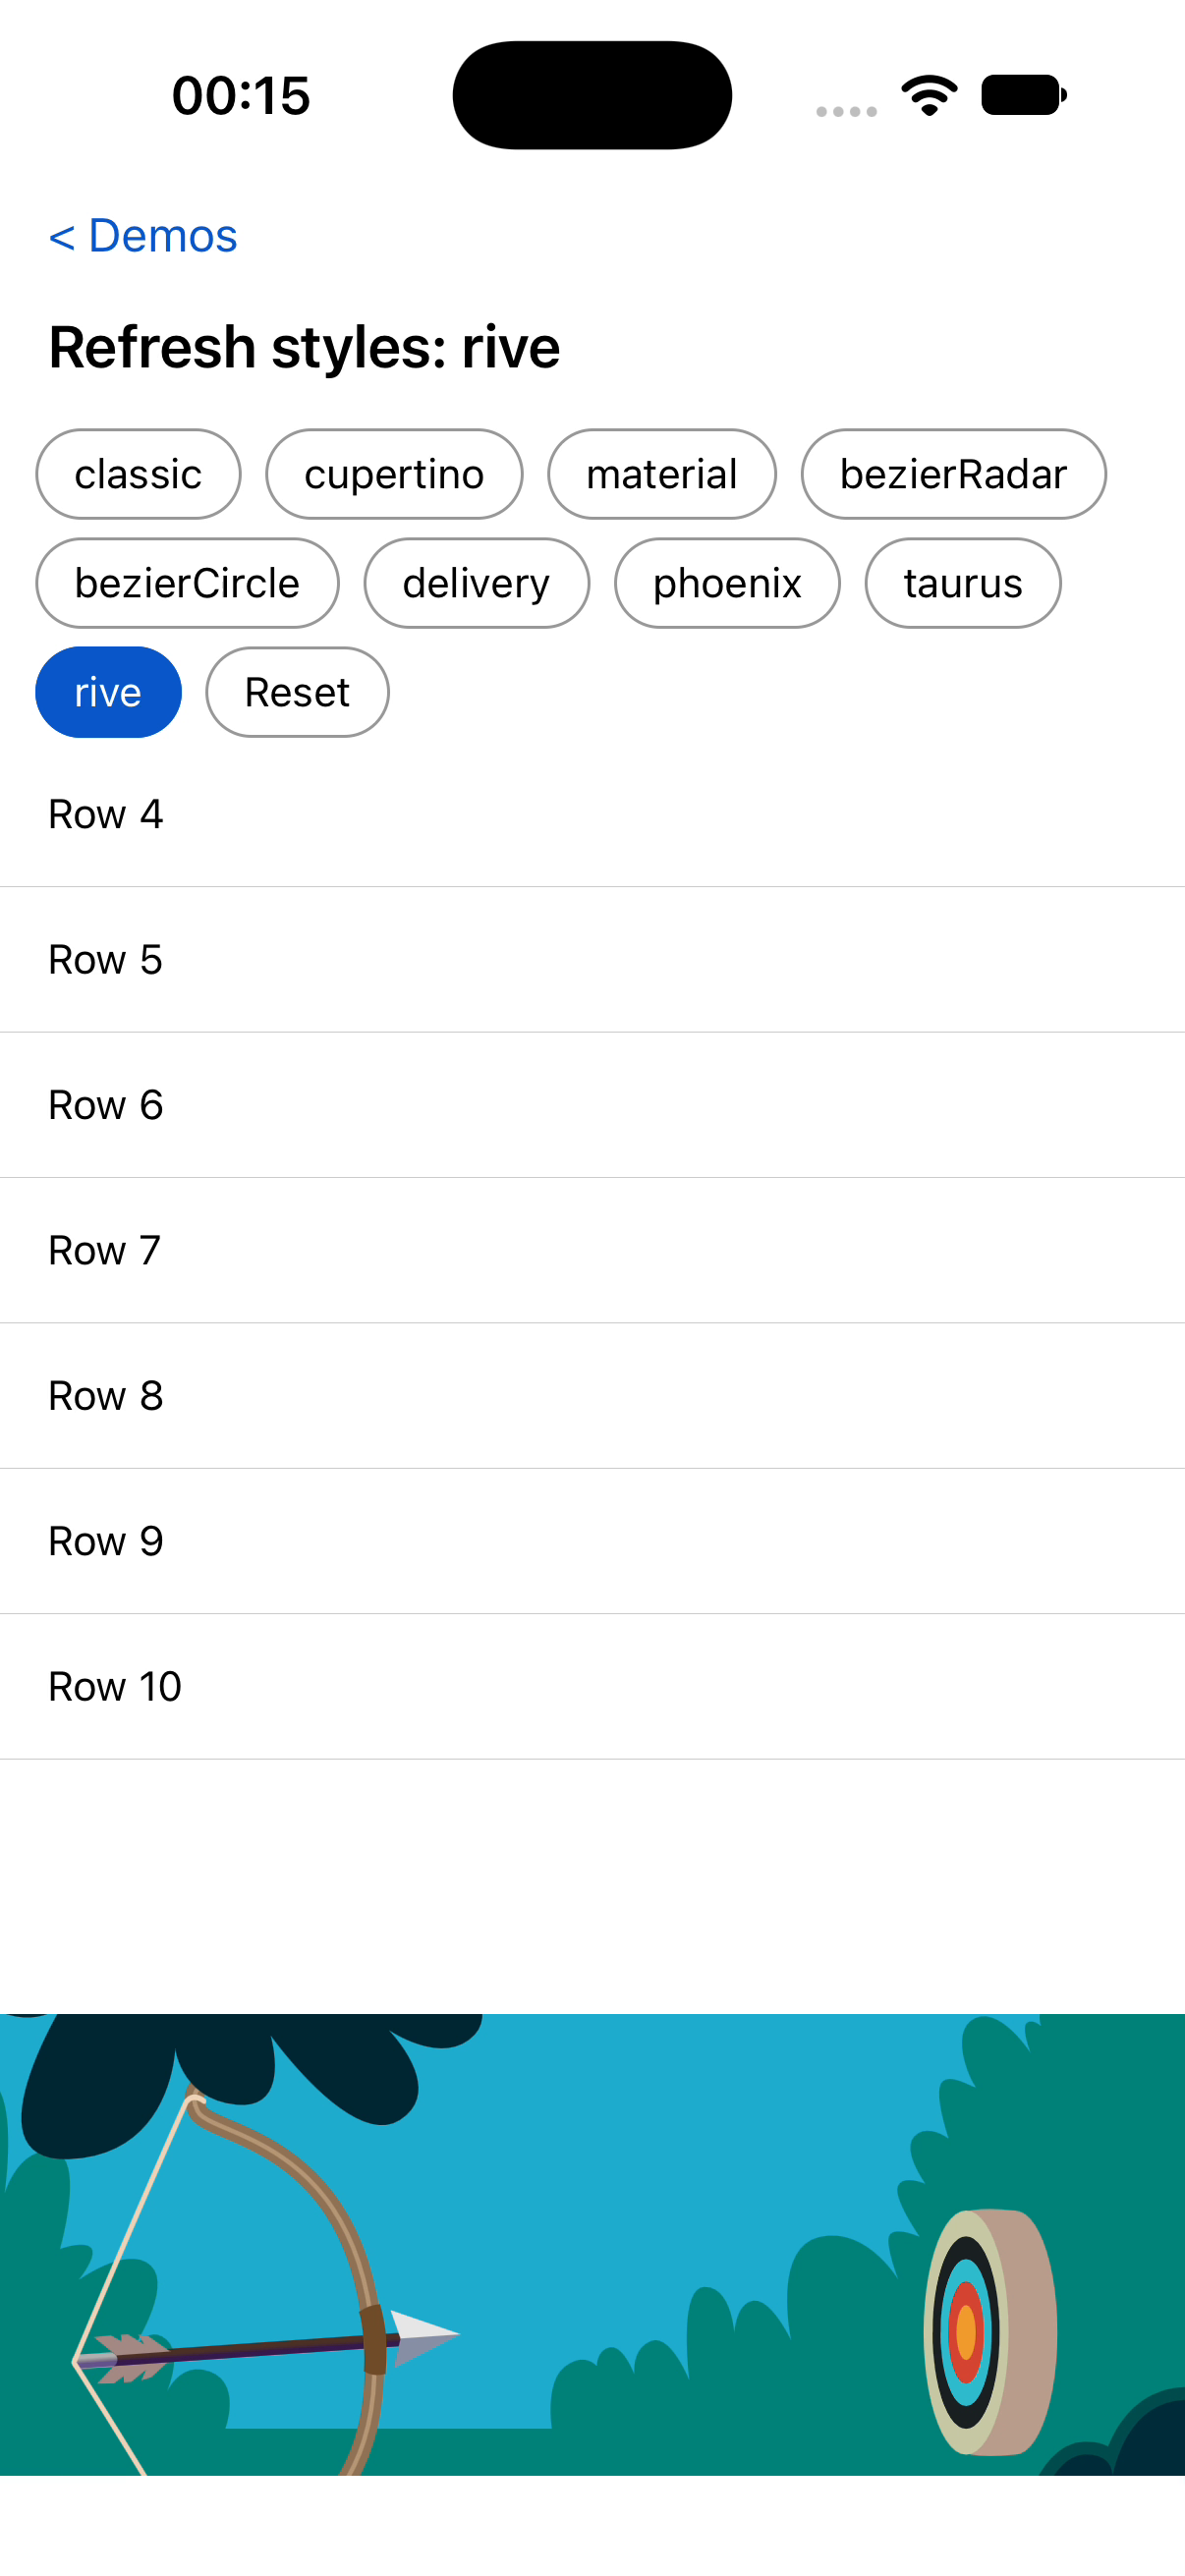 00:15
< Demos
Refresh styles: rive
classic cupertino material bezierRadar
bezierCircle delivery phoenix taurus
rive Reset
Row 4
Row 5
Row 6
Row 7
Row 8
Row 9
Row 10